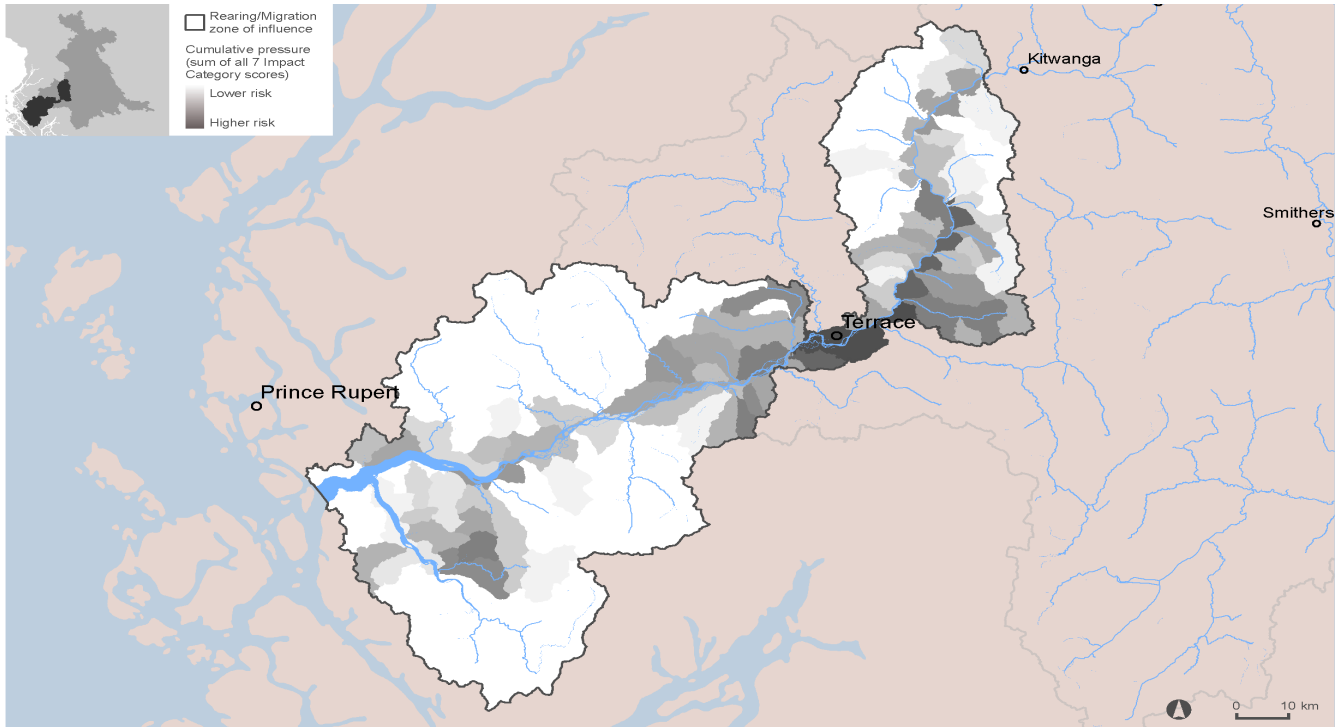 Rearing/Migration
zone of influence
Cumulative pressure
(sum of all 7 Impact
Category scores)
Lower risk
Higher risk
Kitwanga
Smithers
Terrace
Prince Rupert
0 10 km